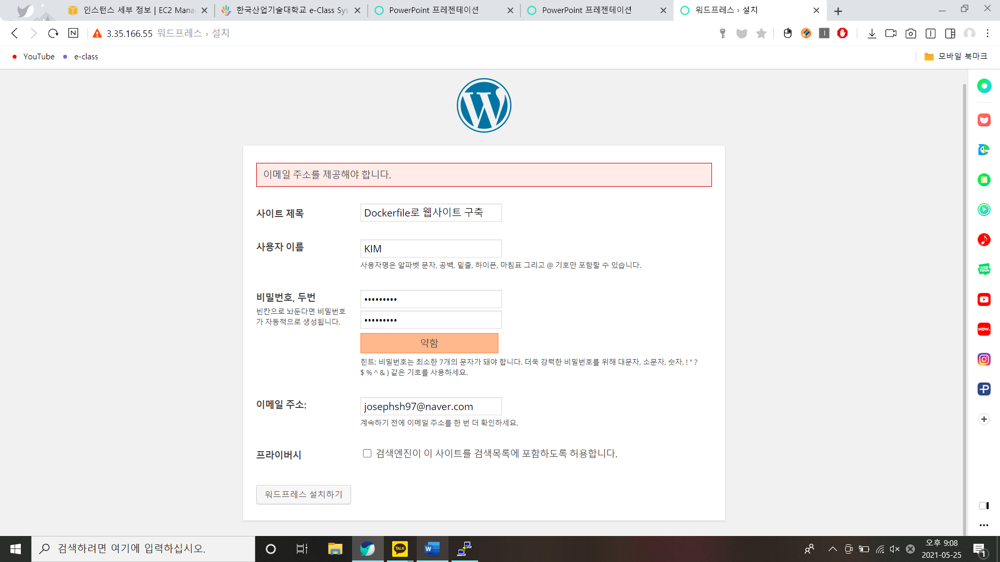 인스턴스 세부 정보 | EC2 Mana
한국산업기술대학교 e-Class Sys
PowerPoint 프레젠테이션
PowerPoint 프레젠테이션
워드프레스 › 설치
3.35.166.55 워드프레스 › 설치
YouTube
e-class
모바일 북마크
이메일 주소를 제공해야 합니다.
사이트 제목
Dockerfile로 웹사이트 구축
사용자 이름
KIM
사용자명은 알파벳 문자, 공백, 밑줄, 하이픈, 마침표 그리고 @ 기호만 포함할 수 있습니다.
비밀번호, 두번
빈칸으로 놔둔다면 비밀번호
가 자동적으로 생성됩니다.
•••••••••
•••••••••
약함
힌트: 비밀번호는 최소한 7개의 문자가 돼야 합니다. 더욱 강력한 비밀번호를 위해 대문자, 소문자, 숫자, ! " ?
$ % ^ & ) 같은 기호를 사용하세요.
이메일 주소:
josephsh97@naver.com
계속하기 전에 이메일 주소를 한 번 더 확인하세요.
프라이버시
검색엔진이 이 사이트를 검색목록에 포함하도록 허용합니다.
워드프레스 설치하기
WEB
TOON
NOW.
검색하려면 여기에 입력하십시오.
TALK
오후 9:08
2021-05-25
1